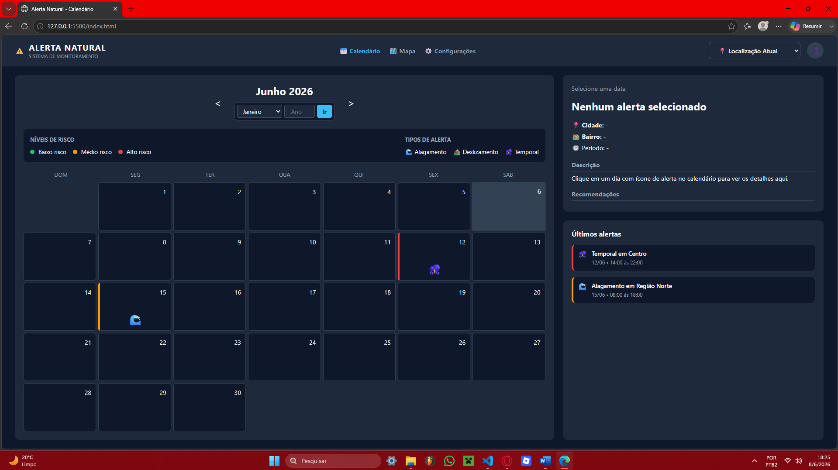 Alerta Natural - Calendário
127.0.0.1:5500/index.html
Resumir
ALERTA NATURAL
SISTEMA DE MONITORAMENTO
Calendário Mapa Configurações
Localização Atual
Junho 2026
< Janeiro Ano Ir >
NÍVEIS DE RISCO
Baixo risco Médio risco Alto risco
TIPOS DE ALERTA
Alagamento Deslizamento Temporal
DOM SEG TER QUA QUI SEX SÁB
1 2 3 4 5 6
7 8 9 10 11 12 13
14 15 16 17 18 19 20
21 22 23 24 25 26 27
28 29 30
Selecione uma data
Nenhum alerta selecionado
Cidade:
Bairro: -
Período: -
Descrição
Clique em um dia com ícone de alerta no calendário para ver os detalhes aqui.
Recomendações
Últimos alertas
Temporal em Centro
12/06 • 14:00 às 22:00
Alagamento em Região Norte
15/06 • 08:00 às 18:00
20°C
Limpo
Pesquisar
POR
PTB2
18:25